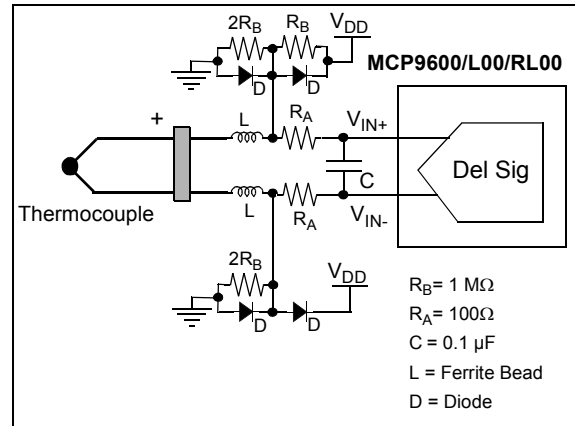 2RB RB VDD
MCP9600/L00/RL00
D D
L RA VIN+
+
C
Del Sig
Thermocouple
L RA VIN-
2RB VDD
D D
RB= 1 MΩ
RA= 100Ω
C = 0.1 µF
L = Ferrite Bead
D = Diode